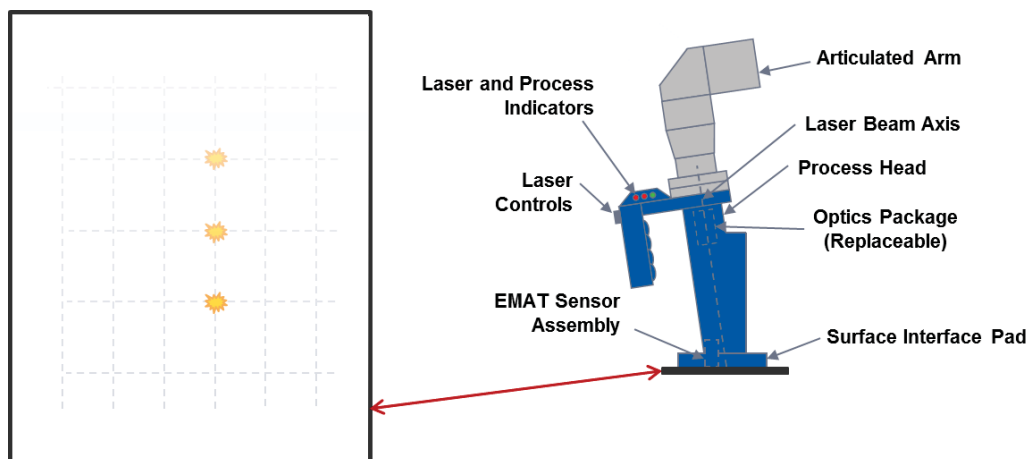 Articulated Arm
Laser and Process
Indicators
Laser Beam Axis
Process Head
Laser
Controls
Optics Package
(Replaceable)
EMAT Sensor
Assembly
Surface Interface Pad